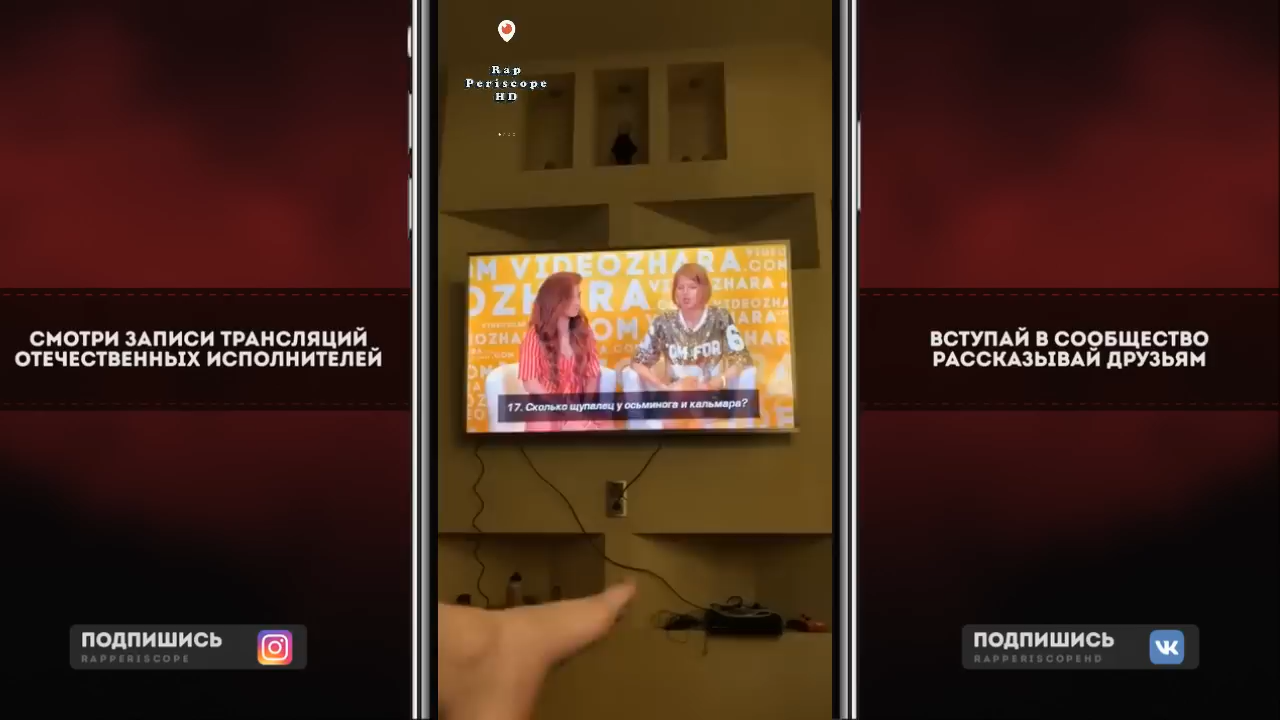 Rap
Periscope
HD
СМОТРИ ЗАПИСИ ТРАНСЛЯЦИЙ
ОТЕЧЕСТВЕННЫХ ИСПОЛНИТЕЛЕЙ
ВСТУПАЙ В СООБЩЕСТВО
РАССКАЗЫВАЙ ДРУЗЬЯМ
VIDEOZHARA.COM
17. Сколько щупалец у осьминога и кальмара?
ПОДПИШИСЬ
RAPPERISCOPE
ПОДПИШИСЬ
RAPPERISCOPEHD